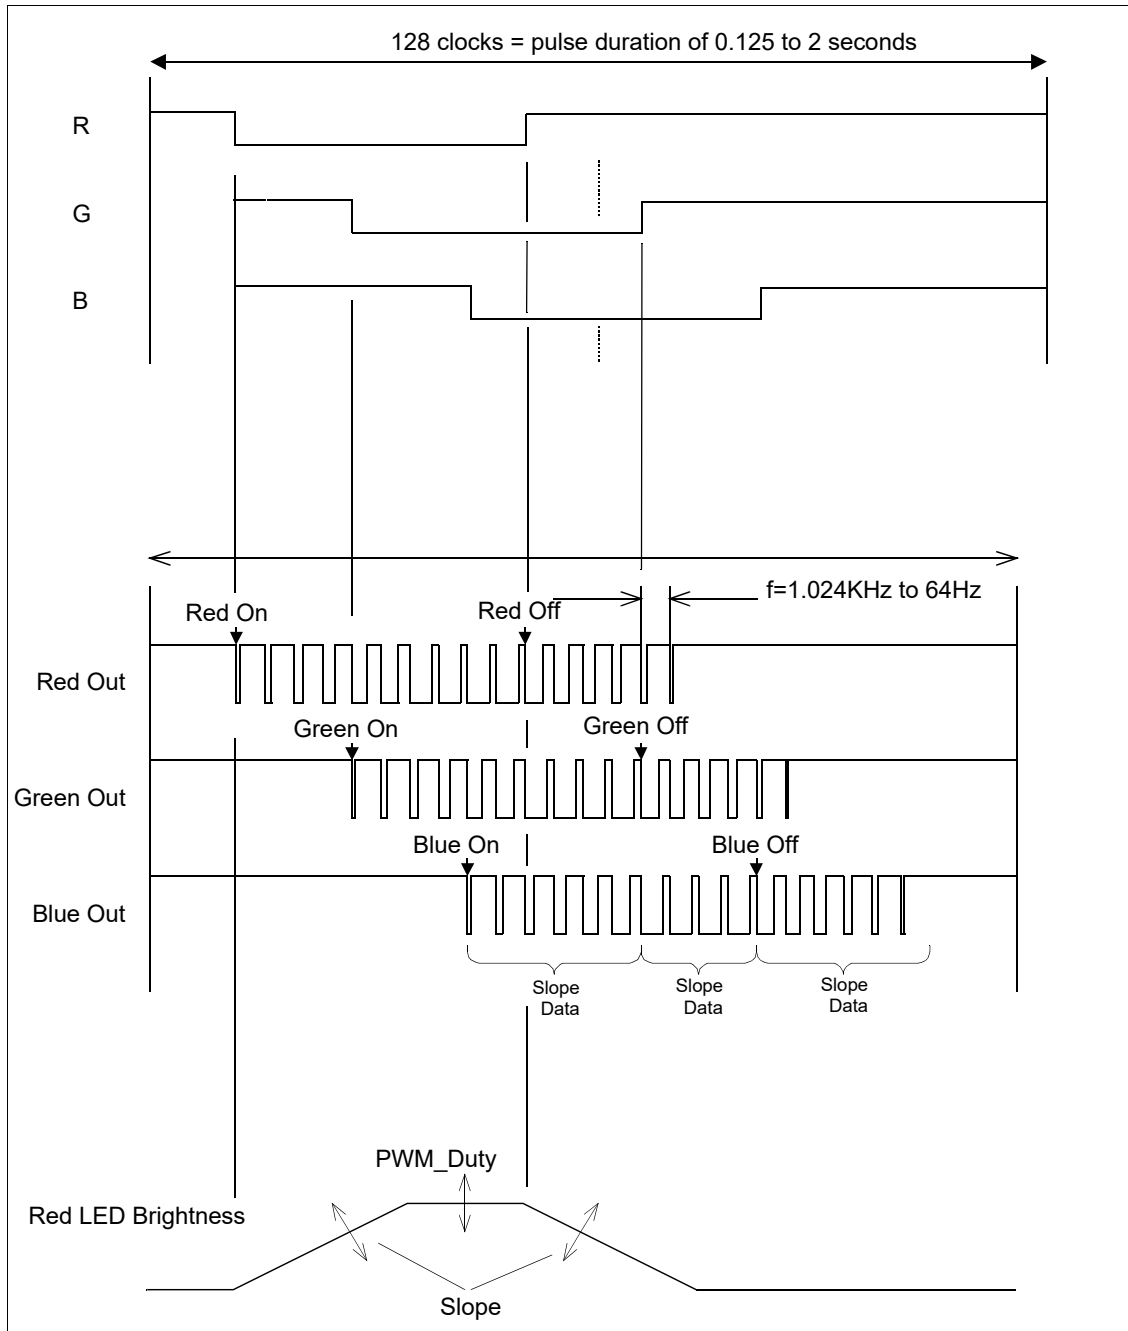 128 clocks = pulse duration of 0.125 to 2 seconds
R
G
B
f=1.024KHz to 64Hz
Red On
Red Off
Red Out
Green On
Green Off
Green Out
Blue On
Blue Off
Blue Out
Slope
Data
Slope
Data
Slope
Data
PWM_Duty
Red LED Brightness
Slope